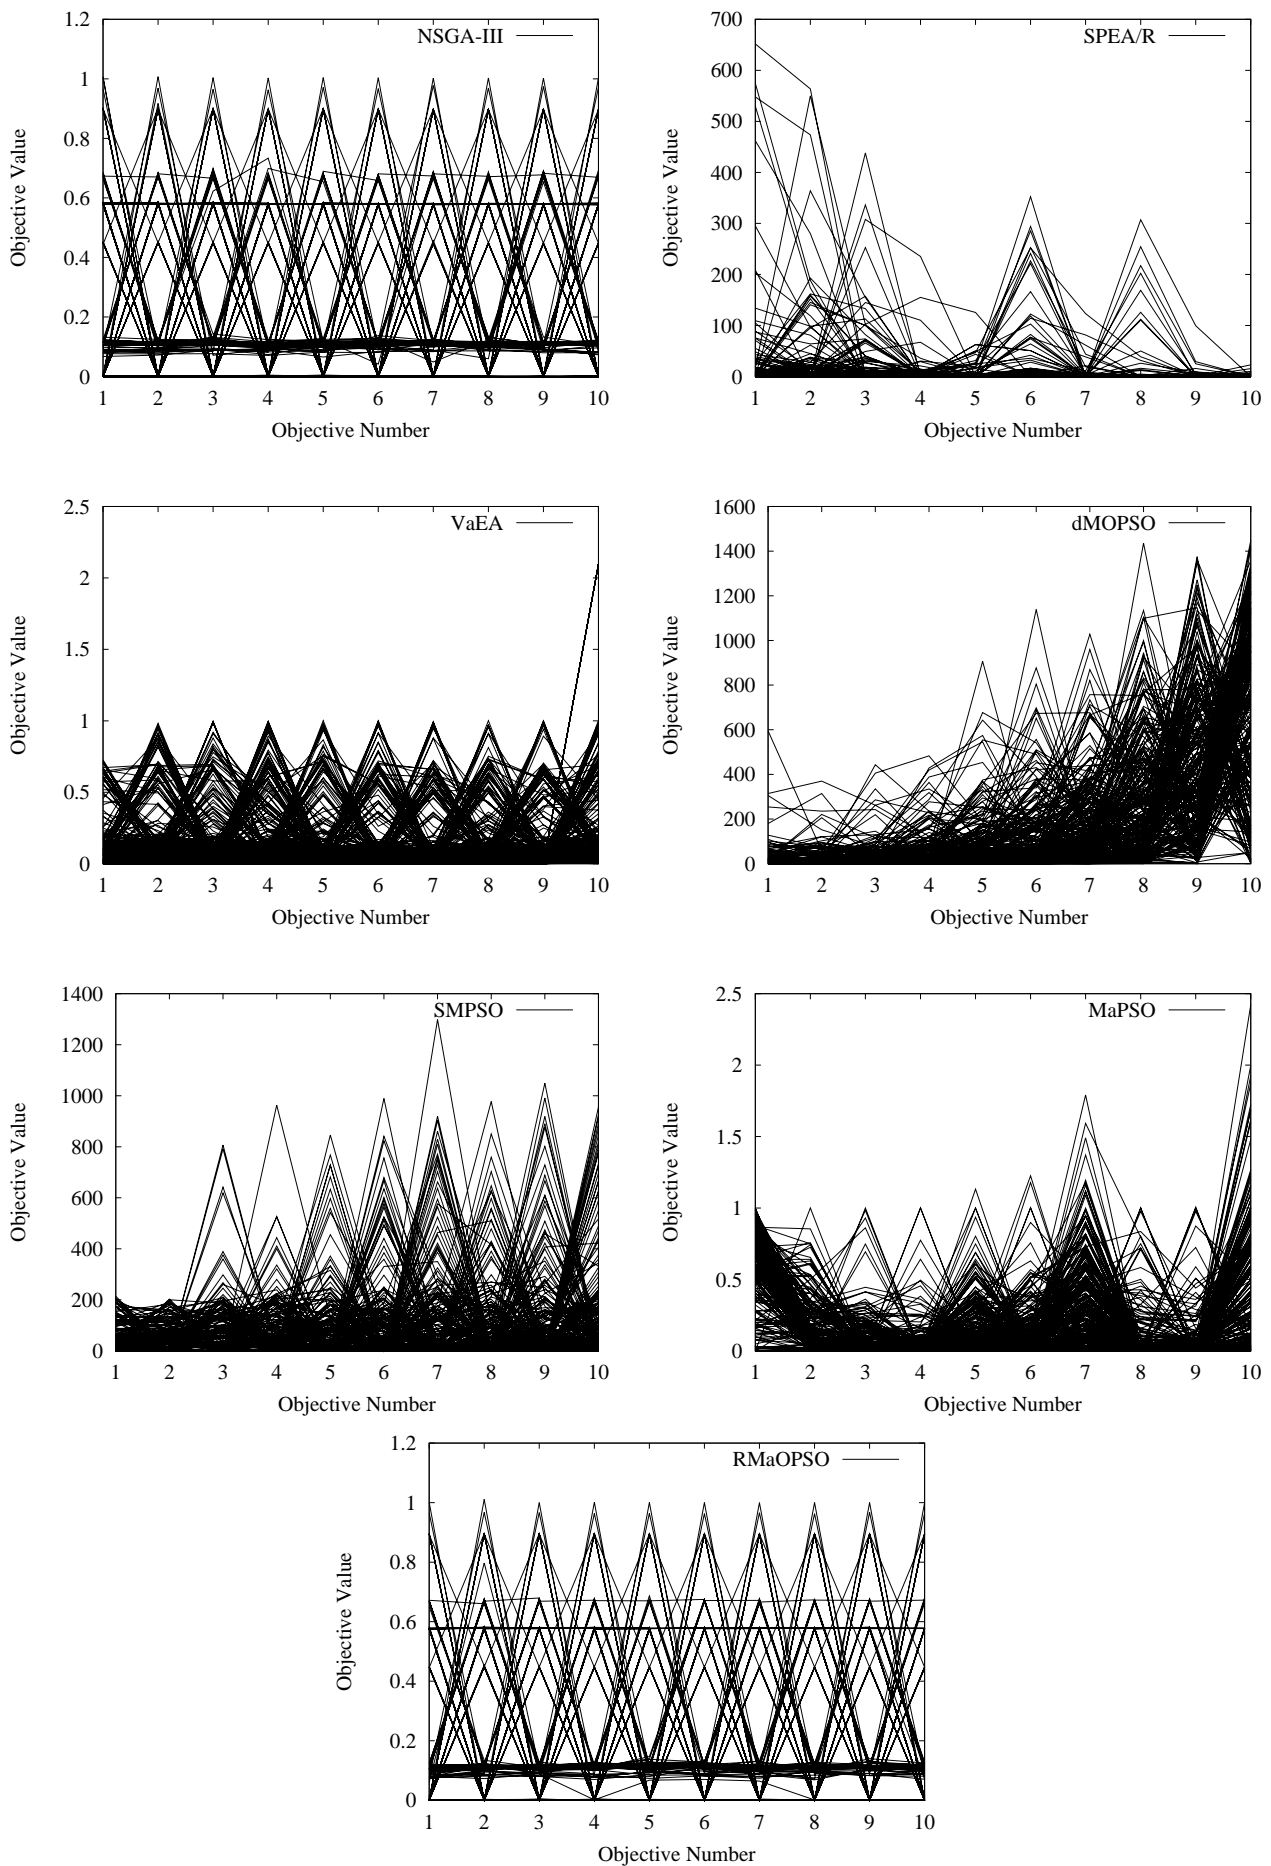 NSGA-III
1.2
1
0.8
0.6
0.4
0.2
0
Objective Value
1 2 3 4 5 6 7 8 9 10
Objective Number
SPEA/R
700
600
500
400
300
200
100
0
Objective Value
1 2 3 4 5 6 7 8 9 10
Objective Number
VaEA
2.5
2
1.5
1
0.5
0
Objective Value
1 2 3 4 5 6 7 8 9 10
Objective Number
dMOPSO
1600
1400
1200
1000
800
600
400
200
0
Objective Value
1 2 3 4 5 6 7 8 9 10
Objective Number
SMPSO
1400
1200
1000
800
600
400
200
0
Objective Value
1 2 3 4 5 6 7 8 9 10
Objective Number
MaPSO
2.5
2
1.5
1
0.5
0
Objective Value
1 2 3 4 5 6 7 8 9 10
Objective Number
RMaOPSO
1.2
1
0.8
0.6
0.4
0.2
0
Objective Value
1 2 3 4 5 6 7 8 9 10
Objective Number